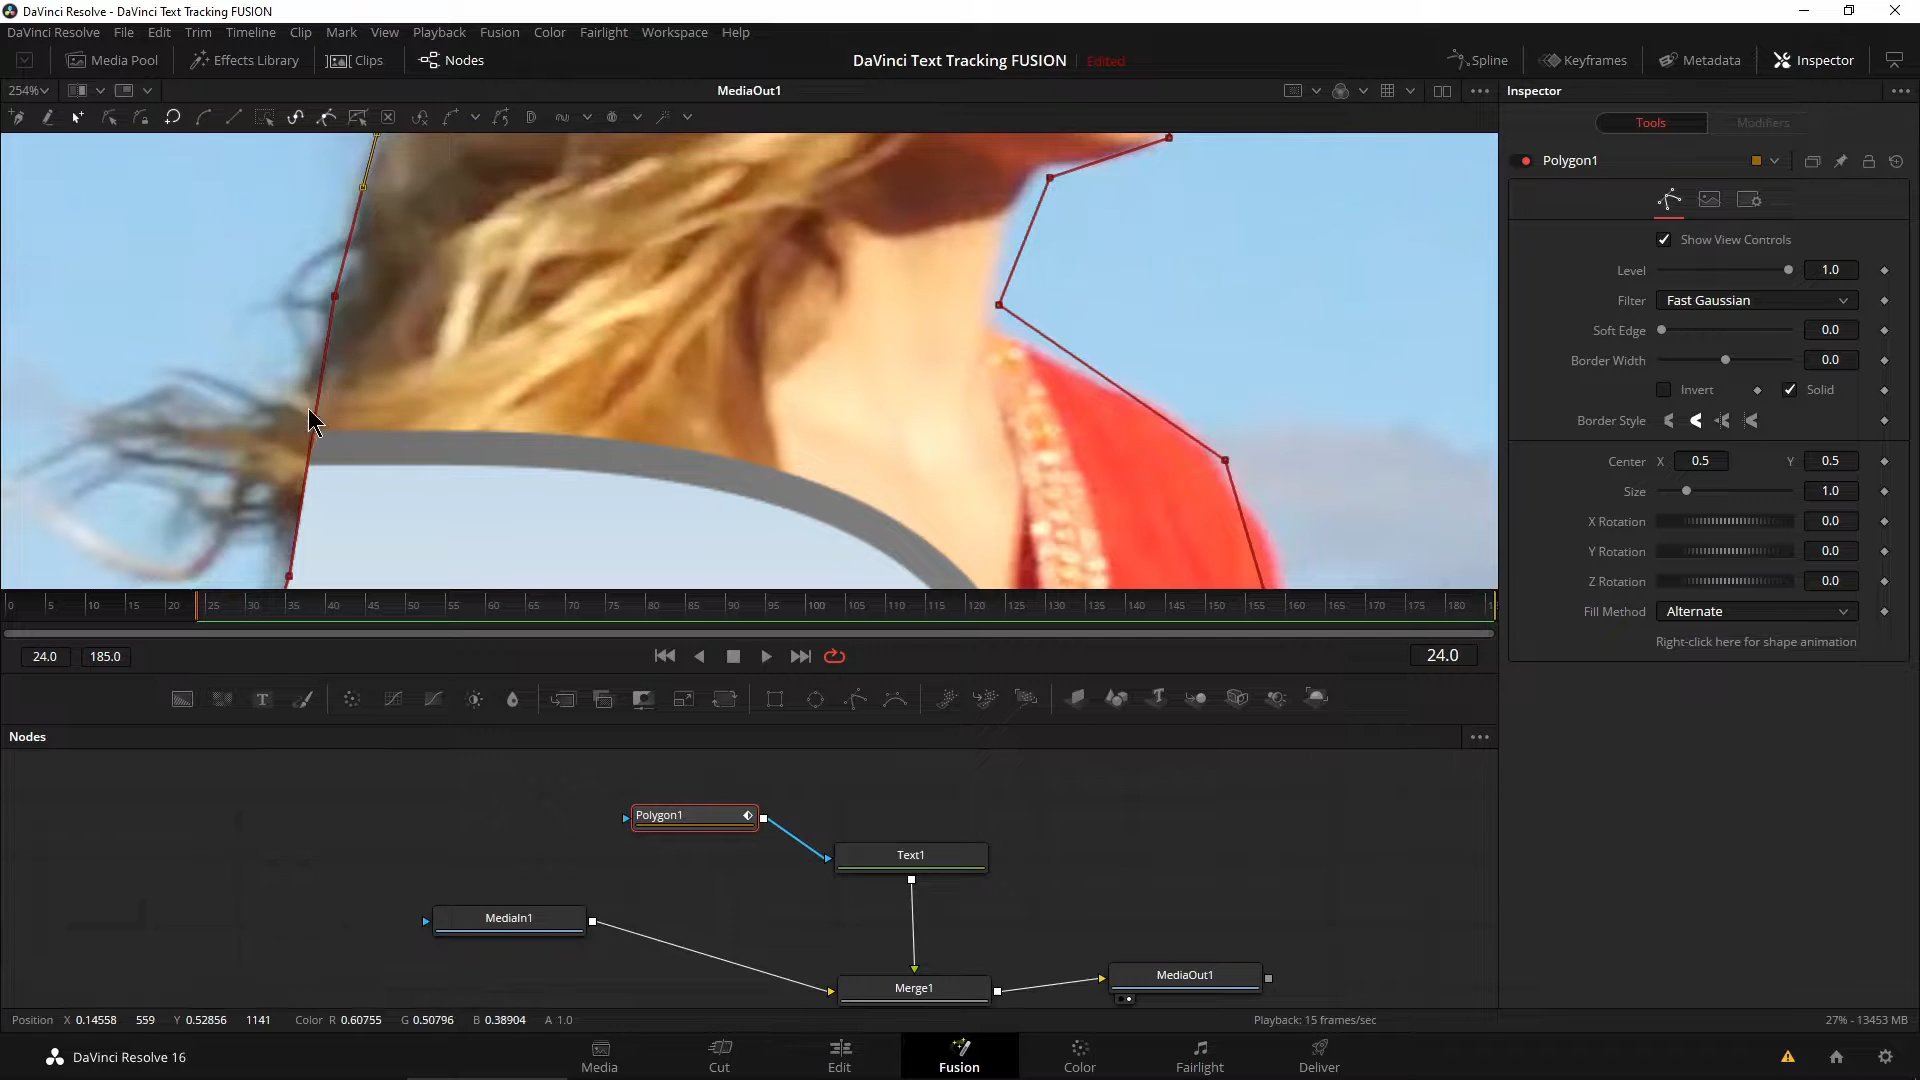 DaVinci Resolve - DaVinci Text Tracking FUSION
DaVinci Resolve File Edit Trim Timeline Clip Mark View Playback Fusion Color Fairlight Workspace Help
Media Pool Effects Library Clips Nodes DaVinci Text Tracking FUSION Edited Spline Keyframes Metadata Inspector
254% MediaOut1 Inspector
Tools Modifiers
Polygon1
Show View Controls
Level 1.0
Filter Fast Gaussian
Soft Edge 0.0
Border Width 0.0
Invert Solid
Border Style
Center X 0.5 Y 0.5
Size 1.0
X Rotation 0.0
Y Rotation 0.0
Z Rotation 0.0
Fill Method Alternate
Right-click here for shape animation
0 5 10 15 20 25 30 35 40 45 50 55 60 65 70 75 80 85 90 95 100 105 110 115 120 125 130 135 140 145 150 155 160 165 170 175 180
24.0 185.0 24.0
Nodes
Polygon1
Text1
MediaIn1
MediaOut1
Merge1
Position X 0.14558 559 Y 0.52856 1141 Color R 0.60755 G 0.50796 B 0.38904 A 1.0 Playback: 15 frames/sec 27% - 13453 MB
DaVinci Resolve 16 Media Cut Edit Fusion Color Fairlight Deliver